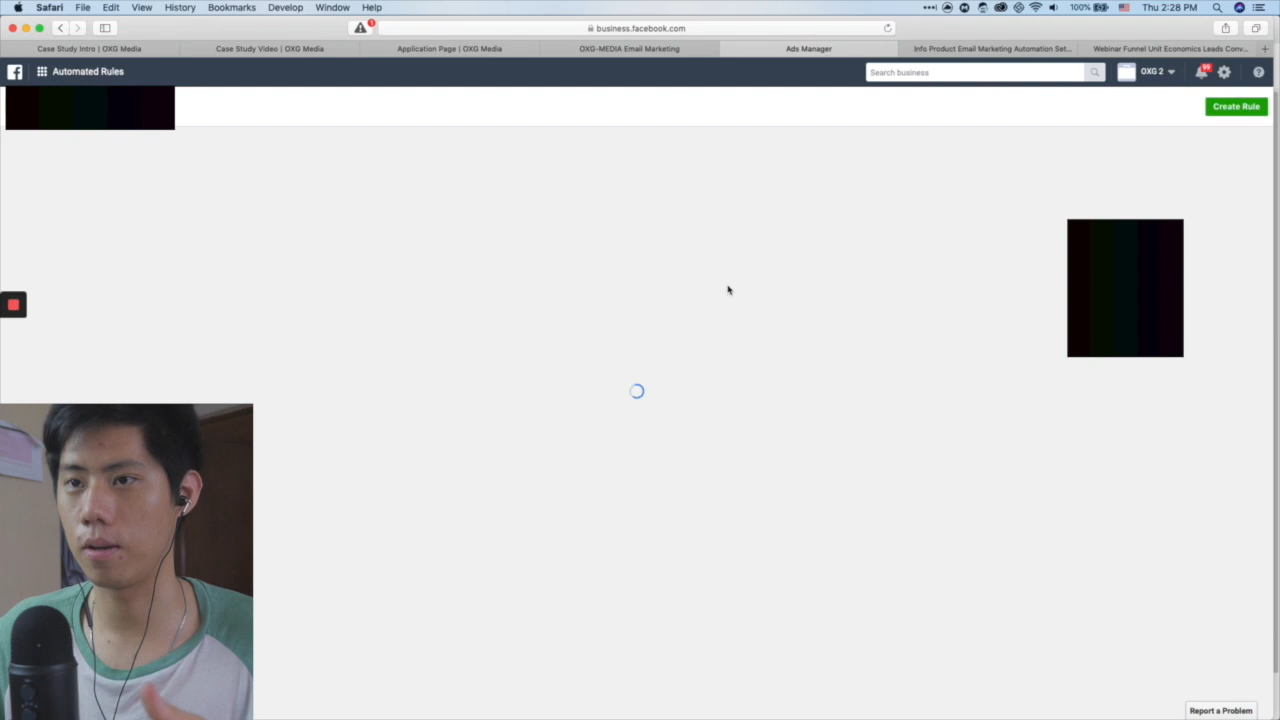 Safari File Edit View History Bookmarks Develop Window Help 100% Thu 2:28 PM
1 business.facebook.com
Case Study Intro | OXG Media Case Study Video | OXG Media Application Page | OXG Media OXG-MEDIA Email Marketing Ads Manager Info Product Email Marketing Automation Set... Webinar Funnel Unit Economics Leads Conv...
Automated Rules Search business OXG 2 99
Create Rule
Report a Problem